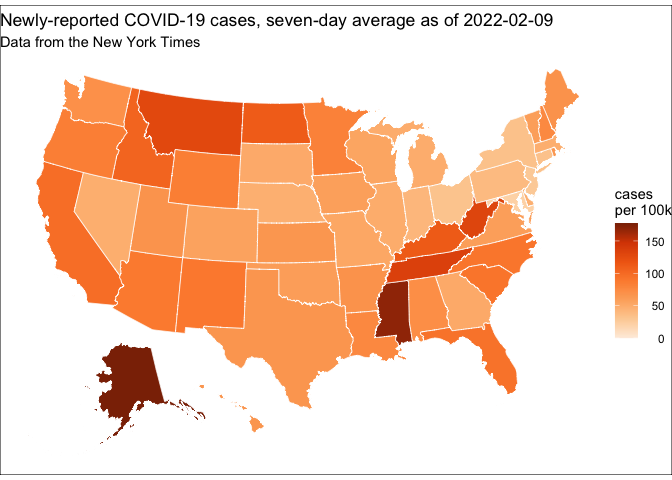 Newly-reported COVID-19 cases, seven-day average as of 2022-02-09
Data from the New York Times
cases
per 100k
150
100
50
0